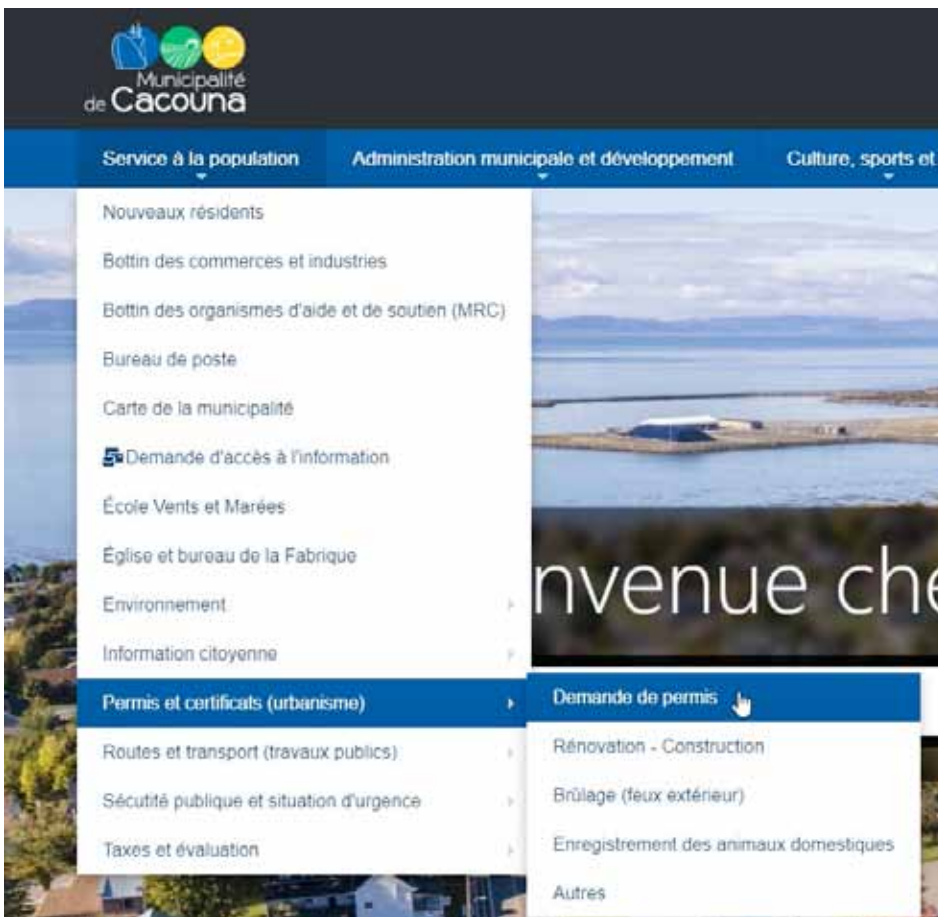 Municipalité
de Cacouna
Service à la population
Administration municipale et développement
Culture, sports et
Nouveaux résidents
Bottin des commerces et industries
Bottin des organismes d'aide et de soutien (MRC)
Bureau de poste
Carte de la municipalité
Demande d'accès à l'information
École Vents et Marées
Église et bureau de la Fabrique
Environnement
Information citoyenne
Permis et certificats (urbanisme)
Routes et transport (travaux publics)
Sécutité publique et situation d'urgence
Taxes et évaluation
nvenue che
Demande de permis
Rénovation - Construction
Brûlage (feux extérieur)
Enregistrement des animaux domestiques
Autres